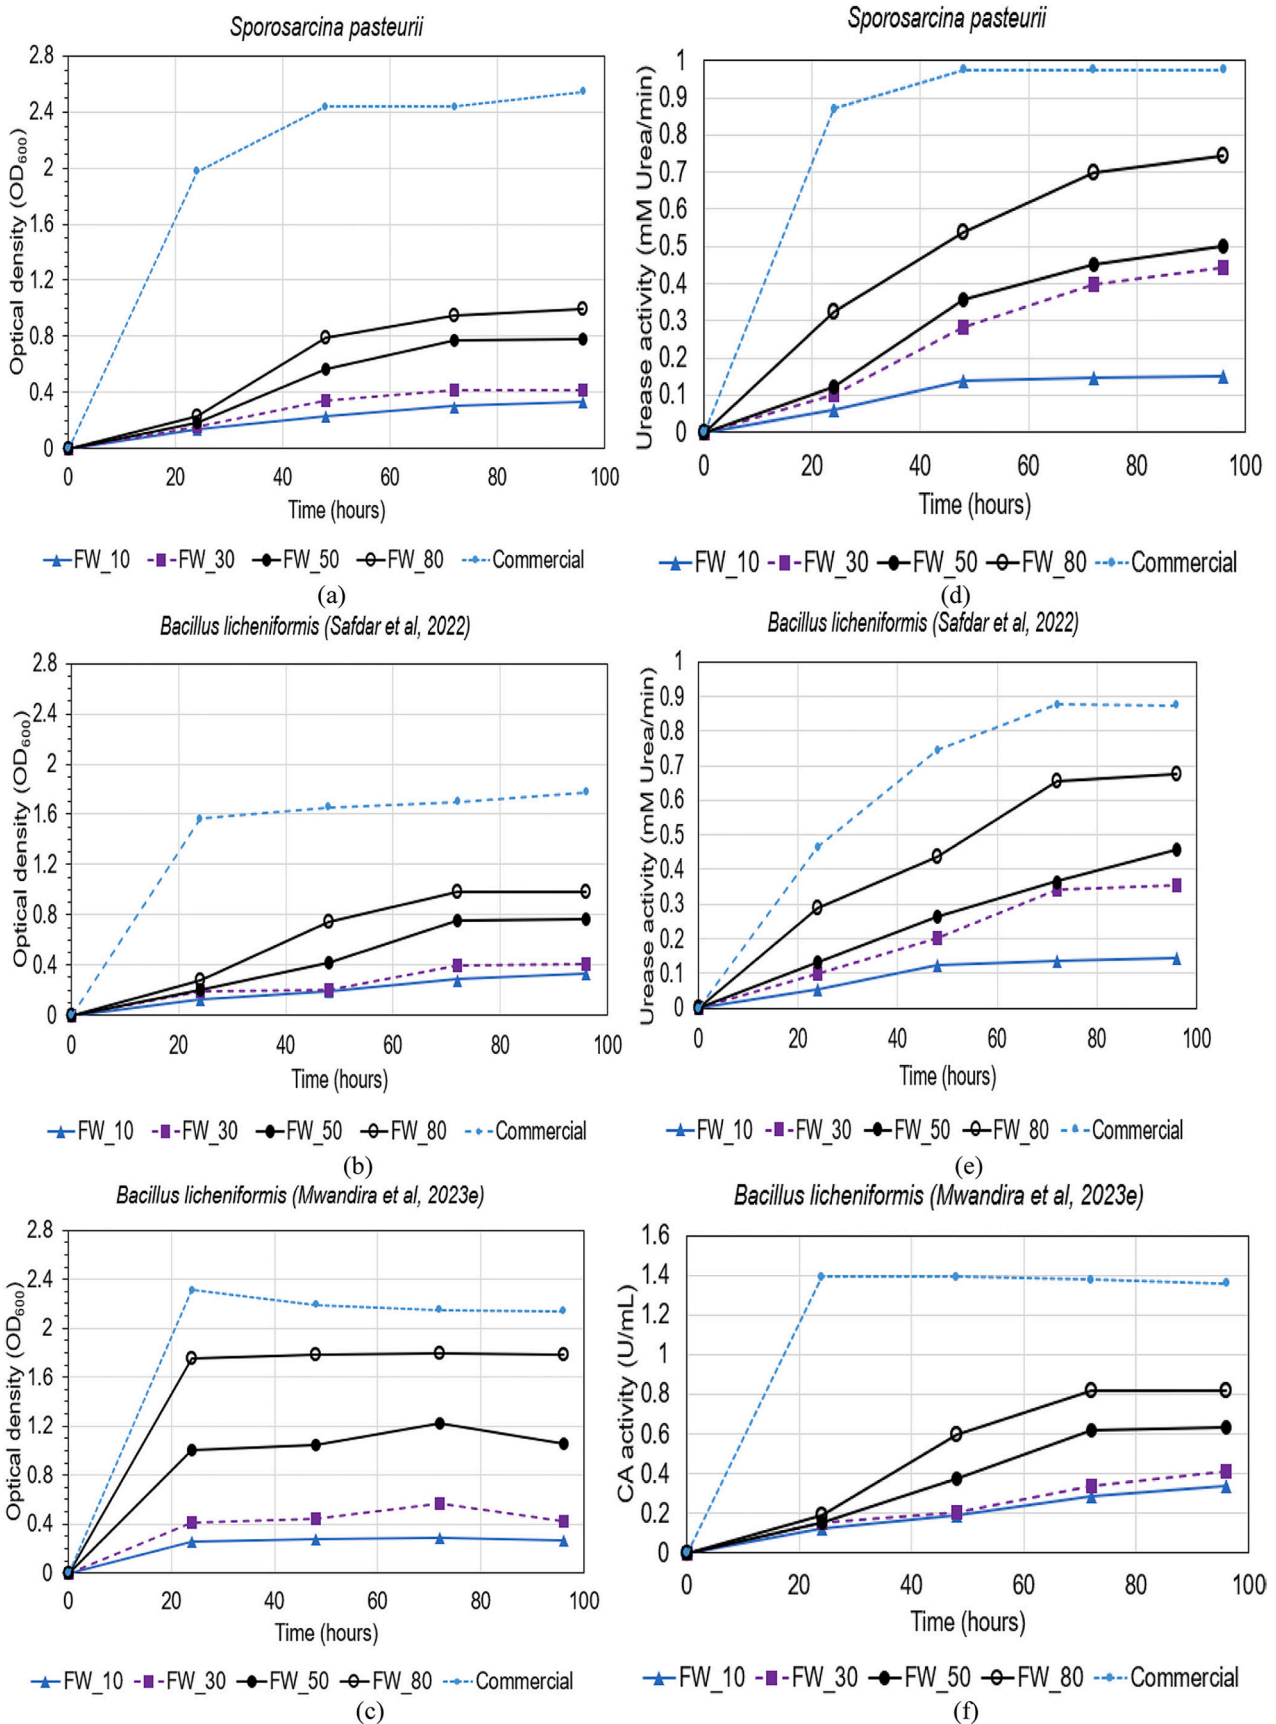 Sporosarcina pasteurii
Optical density (OD600)
2.8
2.4
2
1.6
1.2
0.8
0.4
0
0 20 40 60 80 100
Time (hours)
FW_10 FW_30 FW_50 FW_80 Commercial
(a)
Sporosarcina pasteurii
Urease activity (mM Urea/min)
1
0.9
0.8
0.7
0.6
0.5
0.4
0.3
0.2
0.1
0
0 20 40 60 80 100
Time (hours)
FW_10 FW_30 FW_50 FW_80 Commercial
(d)
Bacillus licheniformis (Safdar et al, 2022)
Optical density (OD600)
2.8
2.4
2
1.6
1.2
0.8
0.4
0
0 20 40 60 80 100
Time (hours)
FW_10 FW_30 FW_50 FW_80 Commercial
(b)
Bacillus licheniformis (Safdar et al, 2022)
Urease activity (mM Urea/min)
1
0.9
0.8
0.7
0.6
0.5
0.4
0.3
0.2
0.1
0
0 20 40 60 80 100
Time (hours)
FW_10 FW_30 FW_50 FW_80 Commercial
(e)
Bacillus licheniformis (Mwandira et al, 2023e)
Optical density (OD600)
2.8
2.4
2
1.6
1.2
0.8
0.4
0
0 20 40 60 80 100
Time (hours)
FW_10 FW_30 FW_50 FW_80 Commercial
(c)
Bacillus licheniformis (Mwandira et al, 2023e)
CA activity (U/mL)
1.6
1.4
1.2
1
0.8
0.6
0.4
0.2
0
0 20 40 60 80 100
Time (hours)
FW_10 FW_30 FW_50 FW_80 Commercial
(f)